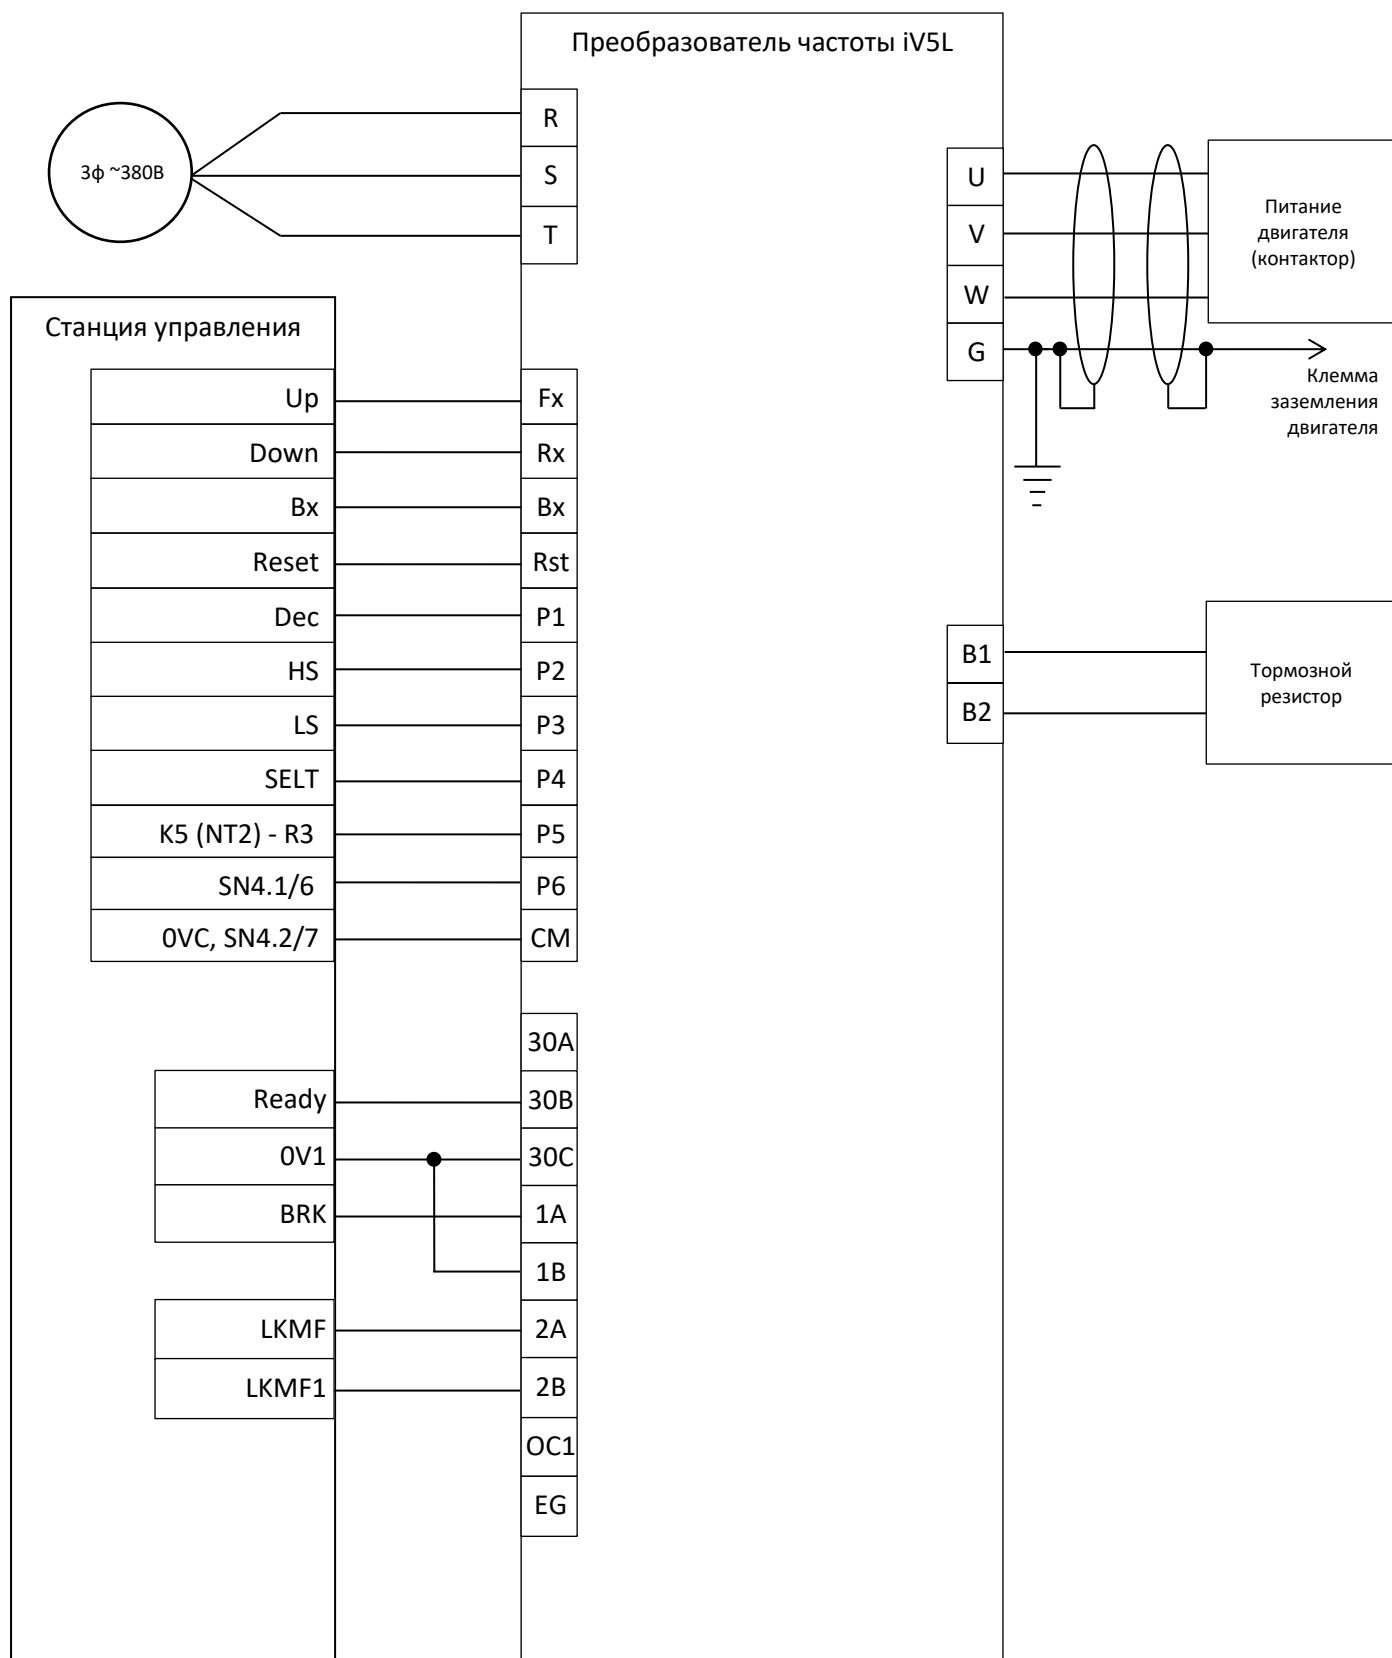 Преобразователь частоты iV5L
R
3ф ~380В
S
T
U
V
W
G
Питание
двигателя
(контактор)
Клемма
заземления
двигателя
Станция управления
Up
Fx
Down
Rx
Bx
Bx
Reset
Rst
Dec
P1
HS
P2
LS
P3
SELT
P4
K5 (NT2) - R3
P5
SN4.1/6
P6
0VC, SN4.2/7
CM
B1
B2
Тормозной
резистор
30A
Ready
30B
0V1
30C
BRK
1A
1B
LKMF
2A
LKMF1
2B
OC1
EG